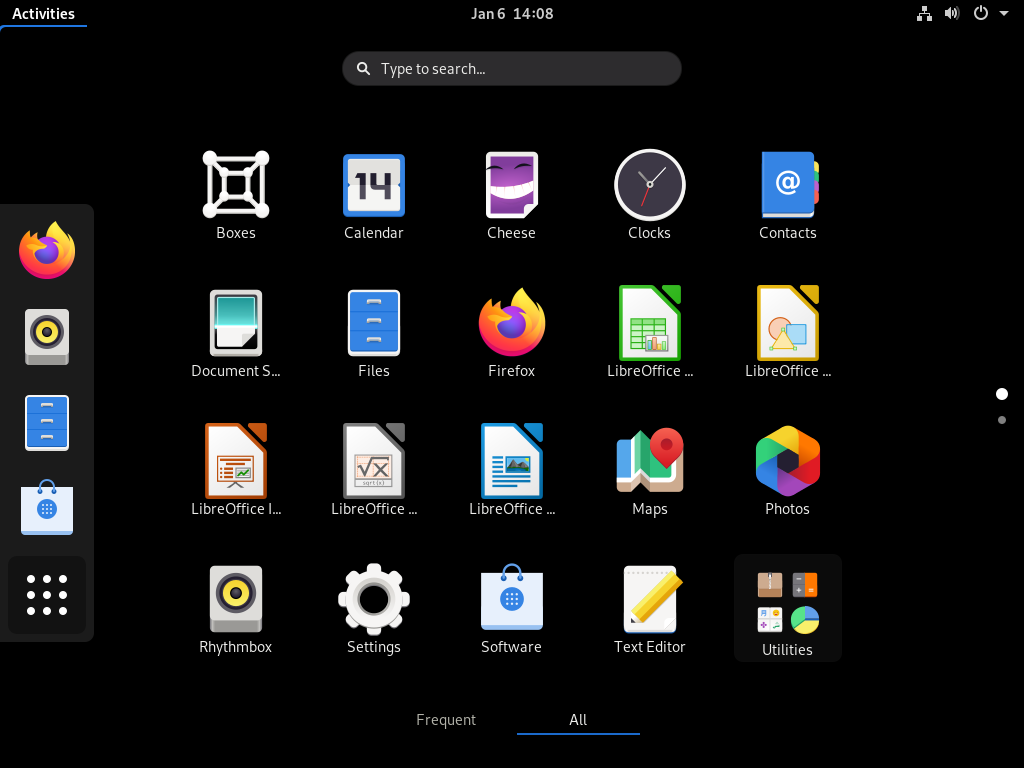 Activities
Jan 6 14:08
Type to search...
Boxes
14
Calendar
Cheese
Clocks
@
Contacts
Document S...
Files
Firefox
LibreOffice ...
LibreOffice ...
LibreOffice I...
√x
sqrt(x)
LibreOffice ...
LibreOffice ...
Maps
Photos
Rhythmbox
Settings
Software
Text Editor
Utilities
Frequent
All